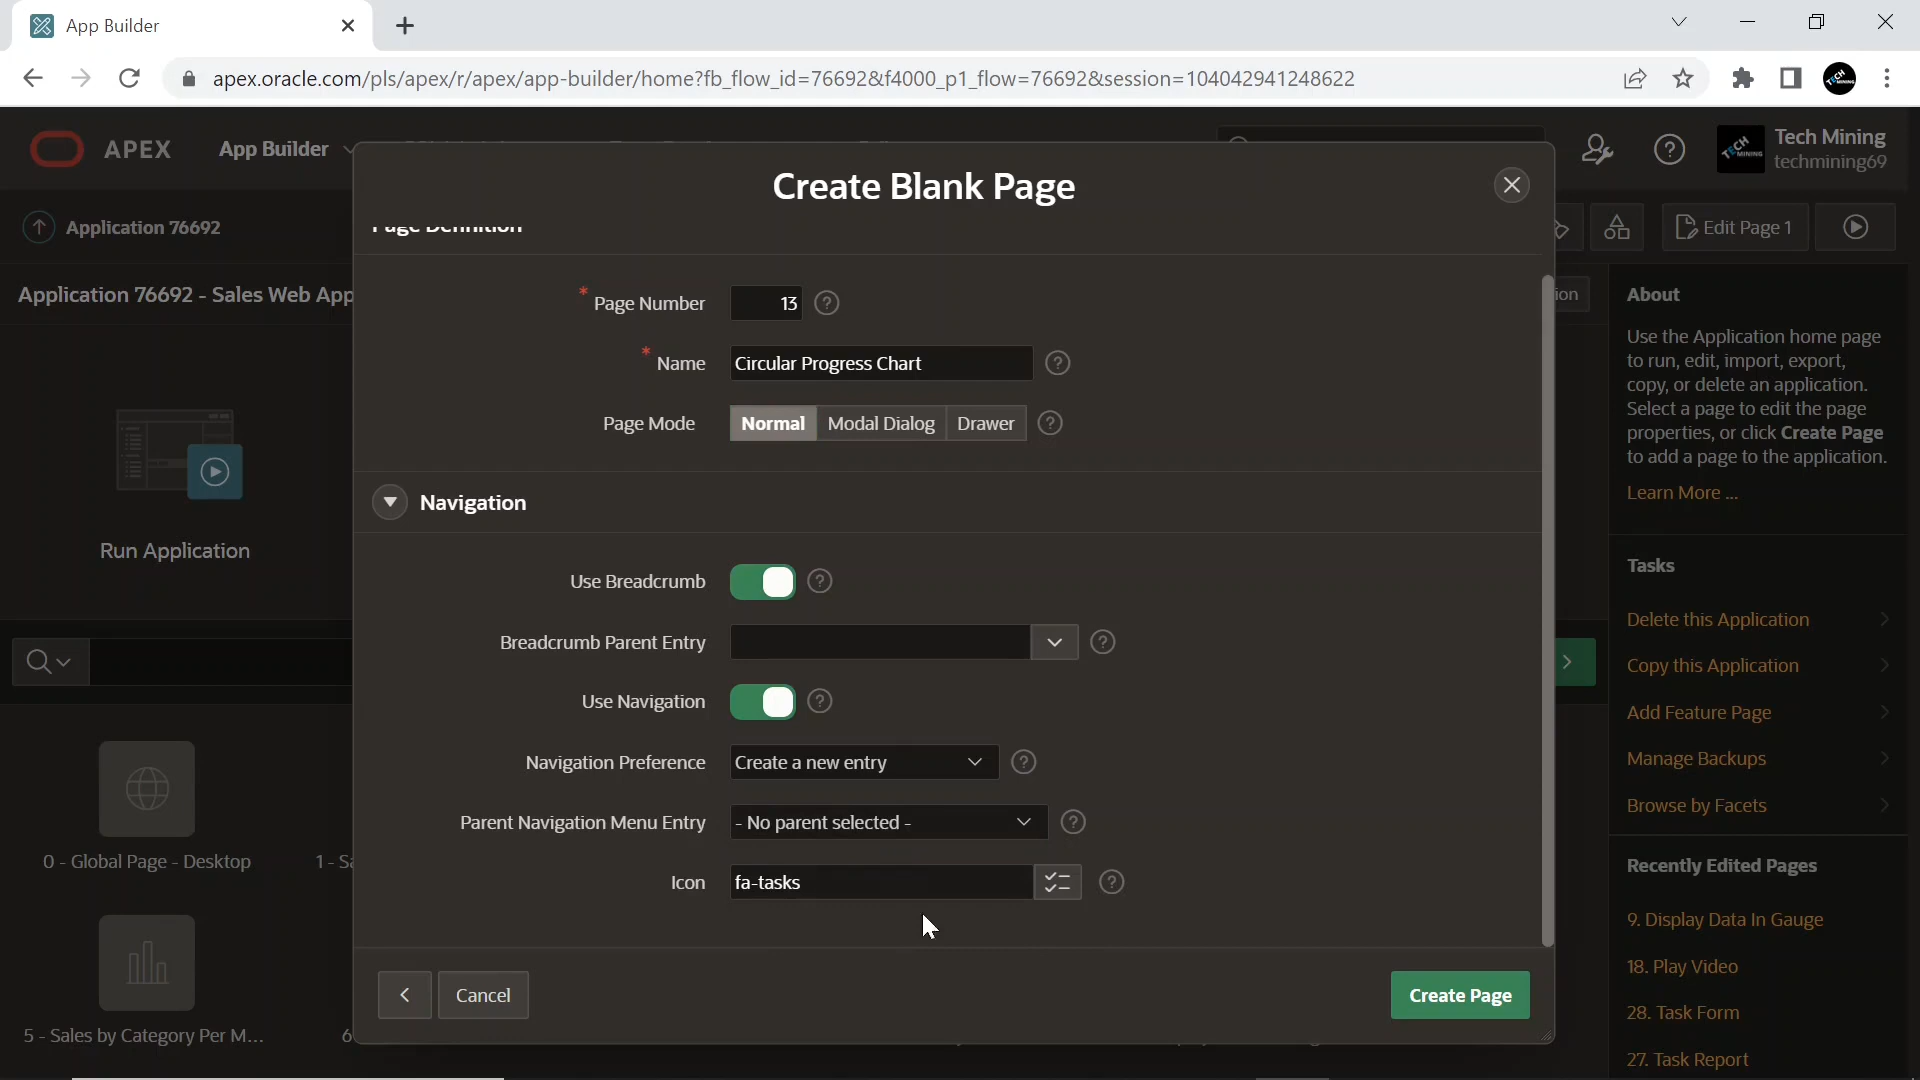 App Builder
apex.oracle.com/pls/apex/r/apex/app-builder/home?fb_flow_id=76692&f4000_p1_flow=76692&session=104042941248622
APEX
App Builder
Tech Mining
techmining69
Create Blank Page
Application 76692
Edit Page 1
Page Definition
Application 76692 - Sales Web App
ion
About
Use the Application home page
to run, edit, import, export,
copy, or delete an application.
Select a page to edit the page
properties, or click Create Page
to add a page to the application.
Learn More ...
* Page Number 13
* Name Circular Progress Chart
Page Mode Normal Modal Dialog Drawer
Navigation
Run Application
Use Breadcrumb
Breadcrumb Parent Entry
Use Navigation
Navigation Preference Create a new entry
Parent Navigation Menu Entry - No parent selected -
Icon fa-tasks
Tasks
Delete this Application
Copy this Application
Add Feature Page
Manage Backups
Browse by Facets
0 - Global Page - Desktop
1 - Sa
Recently Edited Pages
9. Display Data In Gauge
18. Play Video
28. Task Form
27. Task Report
Cancel
Create Page
5 - Sales by Category Per M...
6